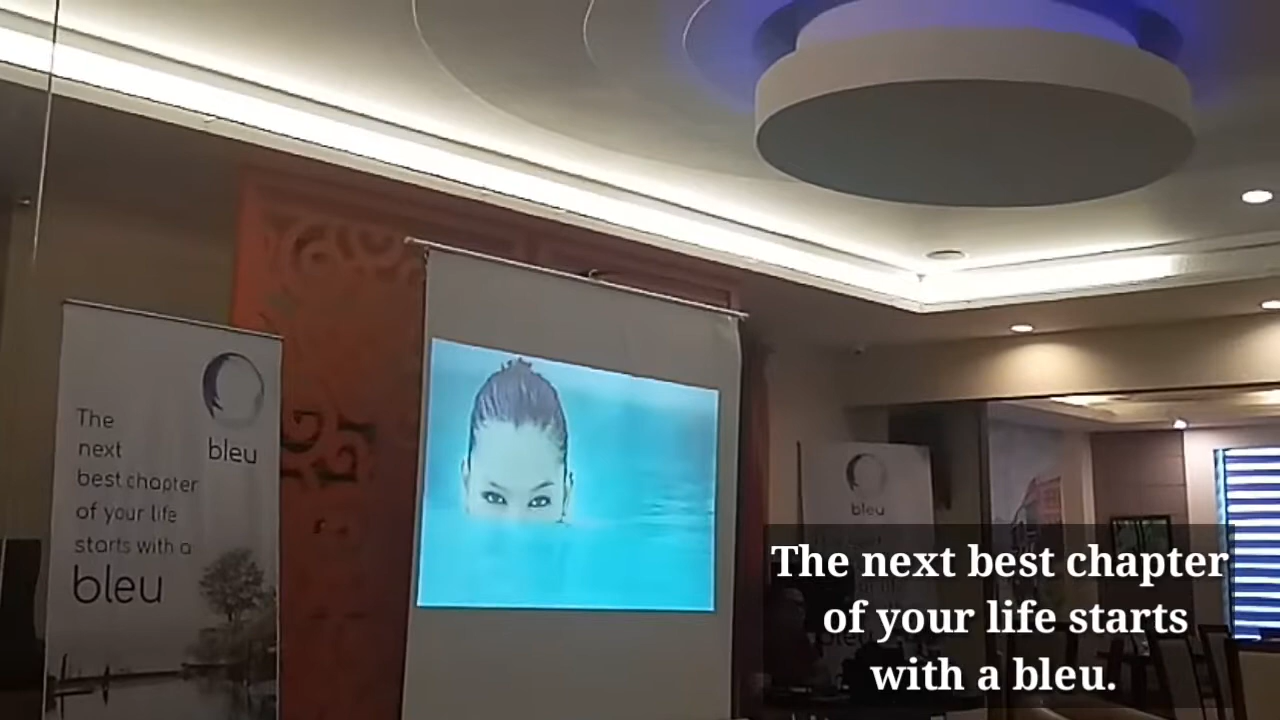 The
next
best chapter
of your life
starts with a
bleu
bleu
bleu
The next best chapter
of your life starts
with a bleu.